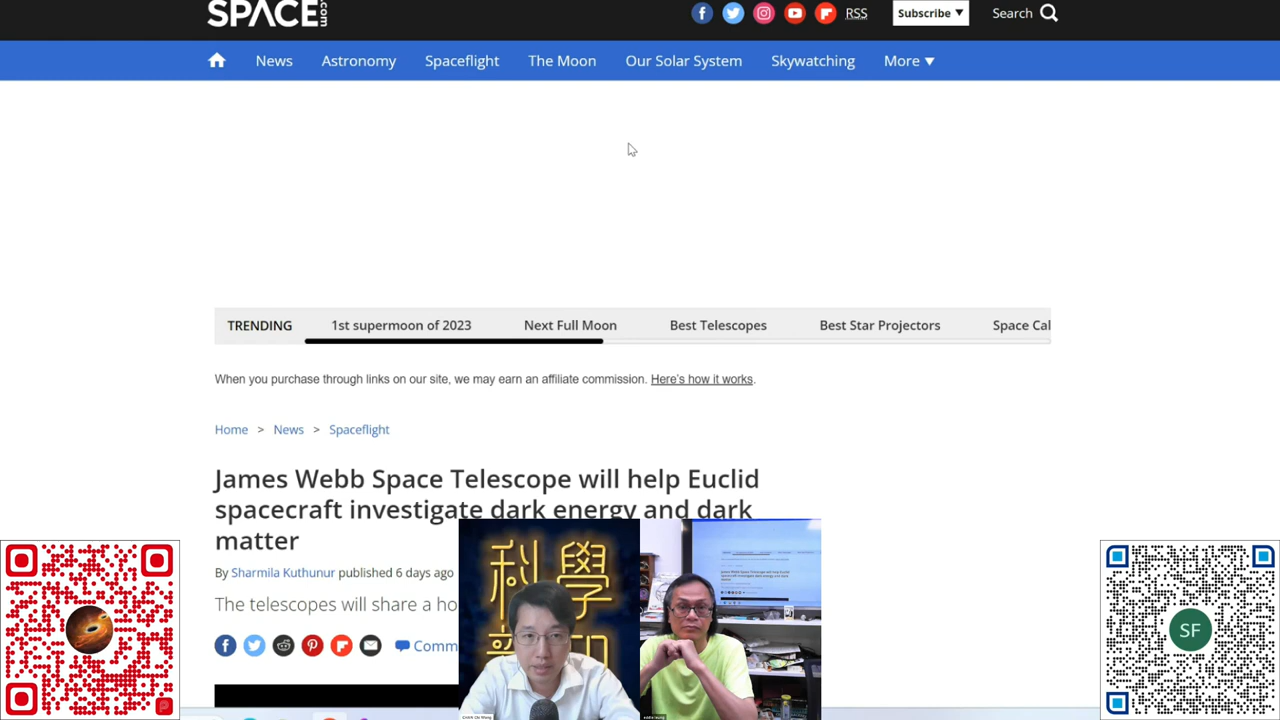 SPACE.com
RSS
Subscribe
Search
News
Astronomy
Spaceflight
The Moon
Our Solar System
Skywatching
More
TRENDING
1st supermoon of 2023
Next Full Moon
Best Telescopes
Best Star Projectors
Space Cal
When you purchase through links on our site, we may earn an affiliate commission. Here's how it works.
Home > News > Spaceflight
James Webb Space Telescope will help Euclid
spacecraft investigate dark energy and dark
matter
By Sharmila Kuthunur published 6 days ago
The telescopes will share a ho
Comm
科學
SF